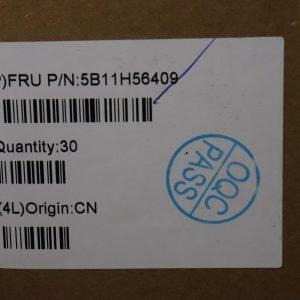 P)FRU P/N:5B11H56409
Quantity:30
(4L)Origin:CN
OQC
PASS